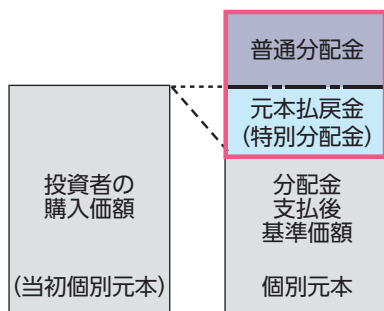 普通分配金
元本払戻金
(特別分配金)
投資者の
購入価額
(当初個別元本)
分配金
支払後
基準価額
個別元本